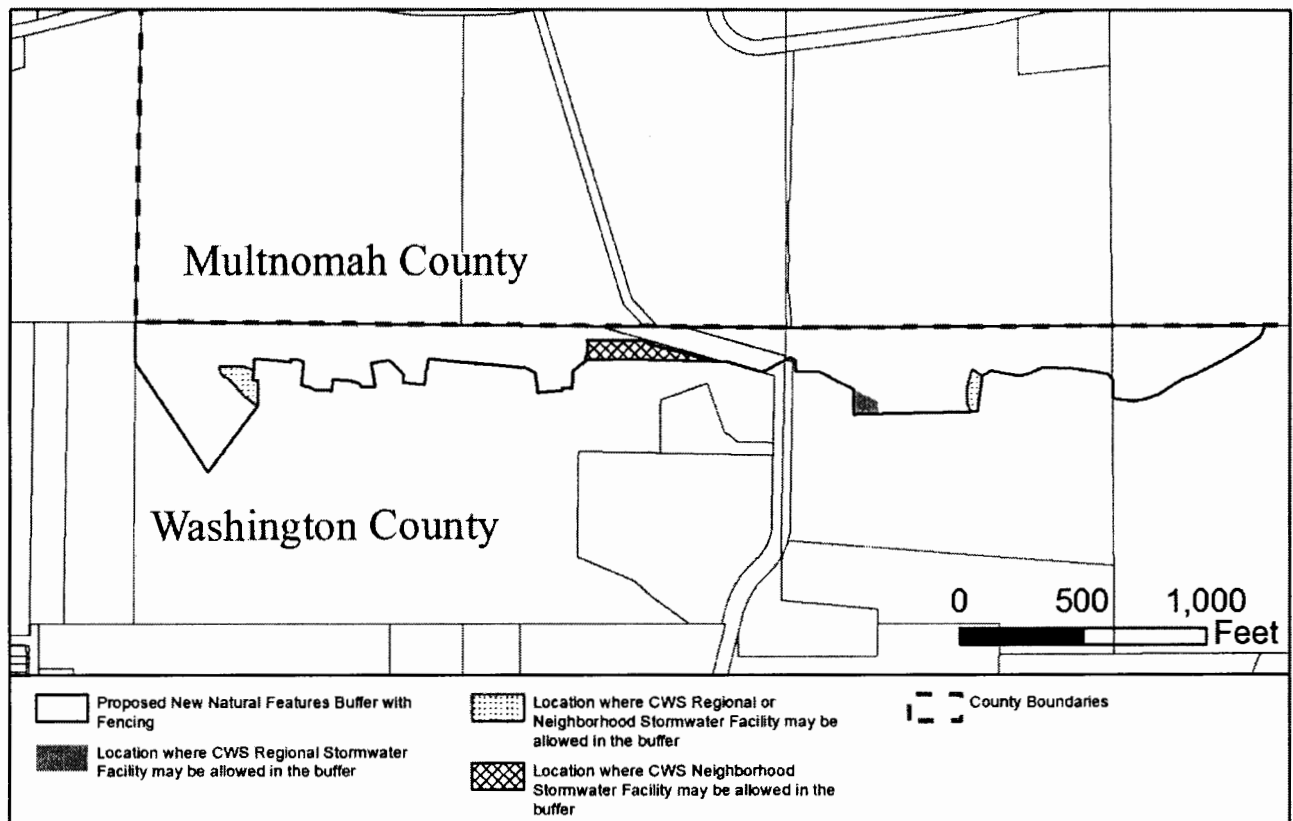 Multnomah County
Washington County
0 500 1,000
Feet
Proposed New Natural Features Buffer with
Fencing
Location where CWS Regional Stormwater
Facility may be allowed in the buffer
Location where CWS Regional or
Neighborhood Stormwater Facility may be
allowed in the buffer
Location where CWS Neighborhood
Stormwater Facility may be allowed in the
buffer
County Boundaries